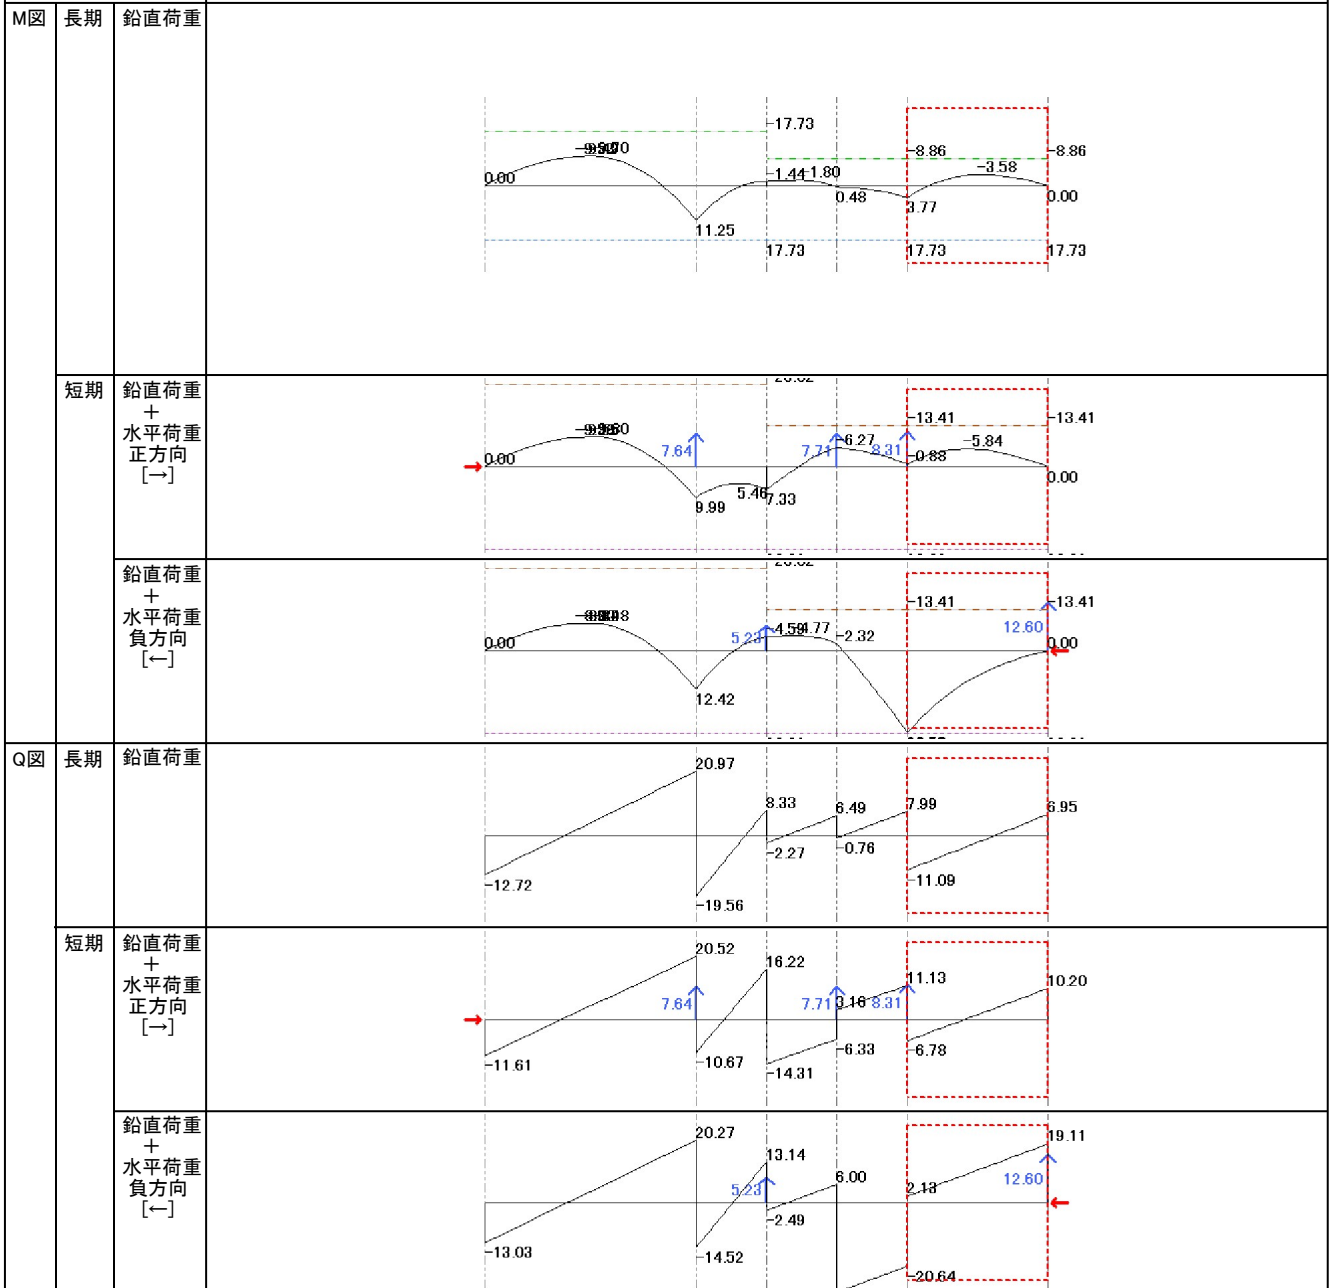 M図 長期 鉛直荷重
-17.73
-8.86 -8.86
-3.58
0.00 -1.44 -1.80
0.48 3.77 0.00
11.25
17.73 17.73 17.73
短期 鉛直荷重
+
水平荷重
正方向
[→]
-13.41 -13.41
-6.27 -5.84
7.64 7.71 8.31
0.00 -0.88 0.00
5.46 7.33
9.99
鉛直荷重
+
水平荷重
負方向
[←]
-13.41 -13.41
5.23 -4.77 -2.32 12.60
0.00 0.00
12.42
Q図 長期 鉛直荷重
20.97
8.33 6.49 7.99 6.95
-2.27 -0.76
-12.72 -11.09
-19.56
短期 鉛直荷重
+
水平荷重
正方向
[→]
20.52 16.22
11.13 10.20
7.64 7.71 3.16 8.31
-11.61 -10.67 -14.31 -6.33 -6.78
鉛直荷重
+
水平荷重
負方向
[←]
20.27 13.14 19.11
5.23 6.00 2.13 12.60
-2.49
-13.03 -14.52
-20.64